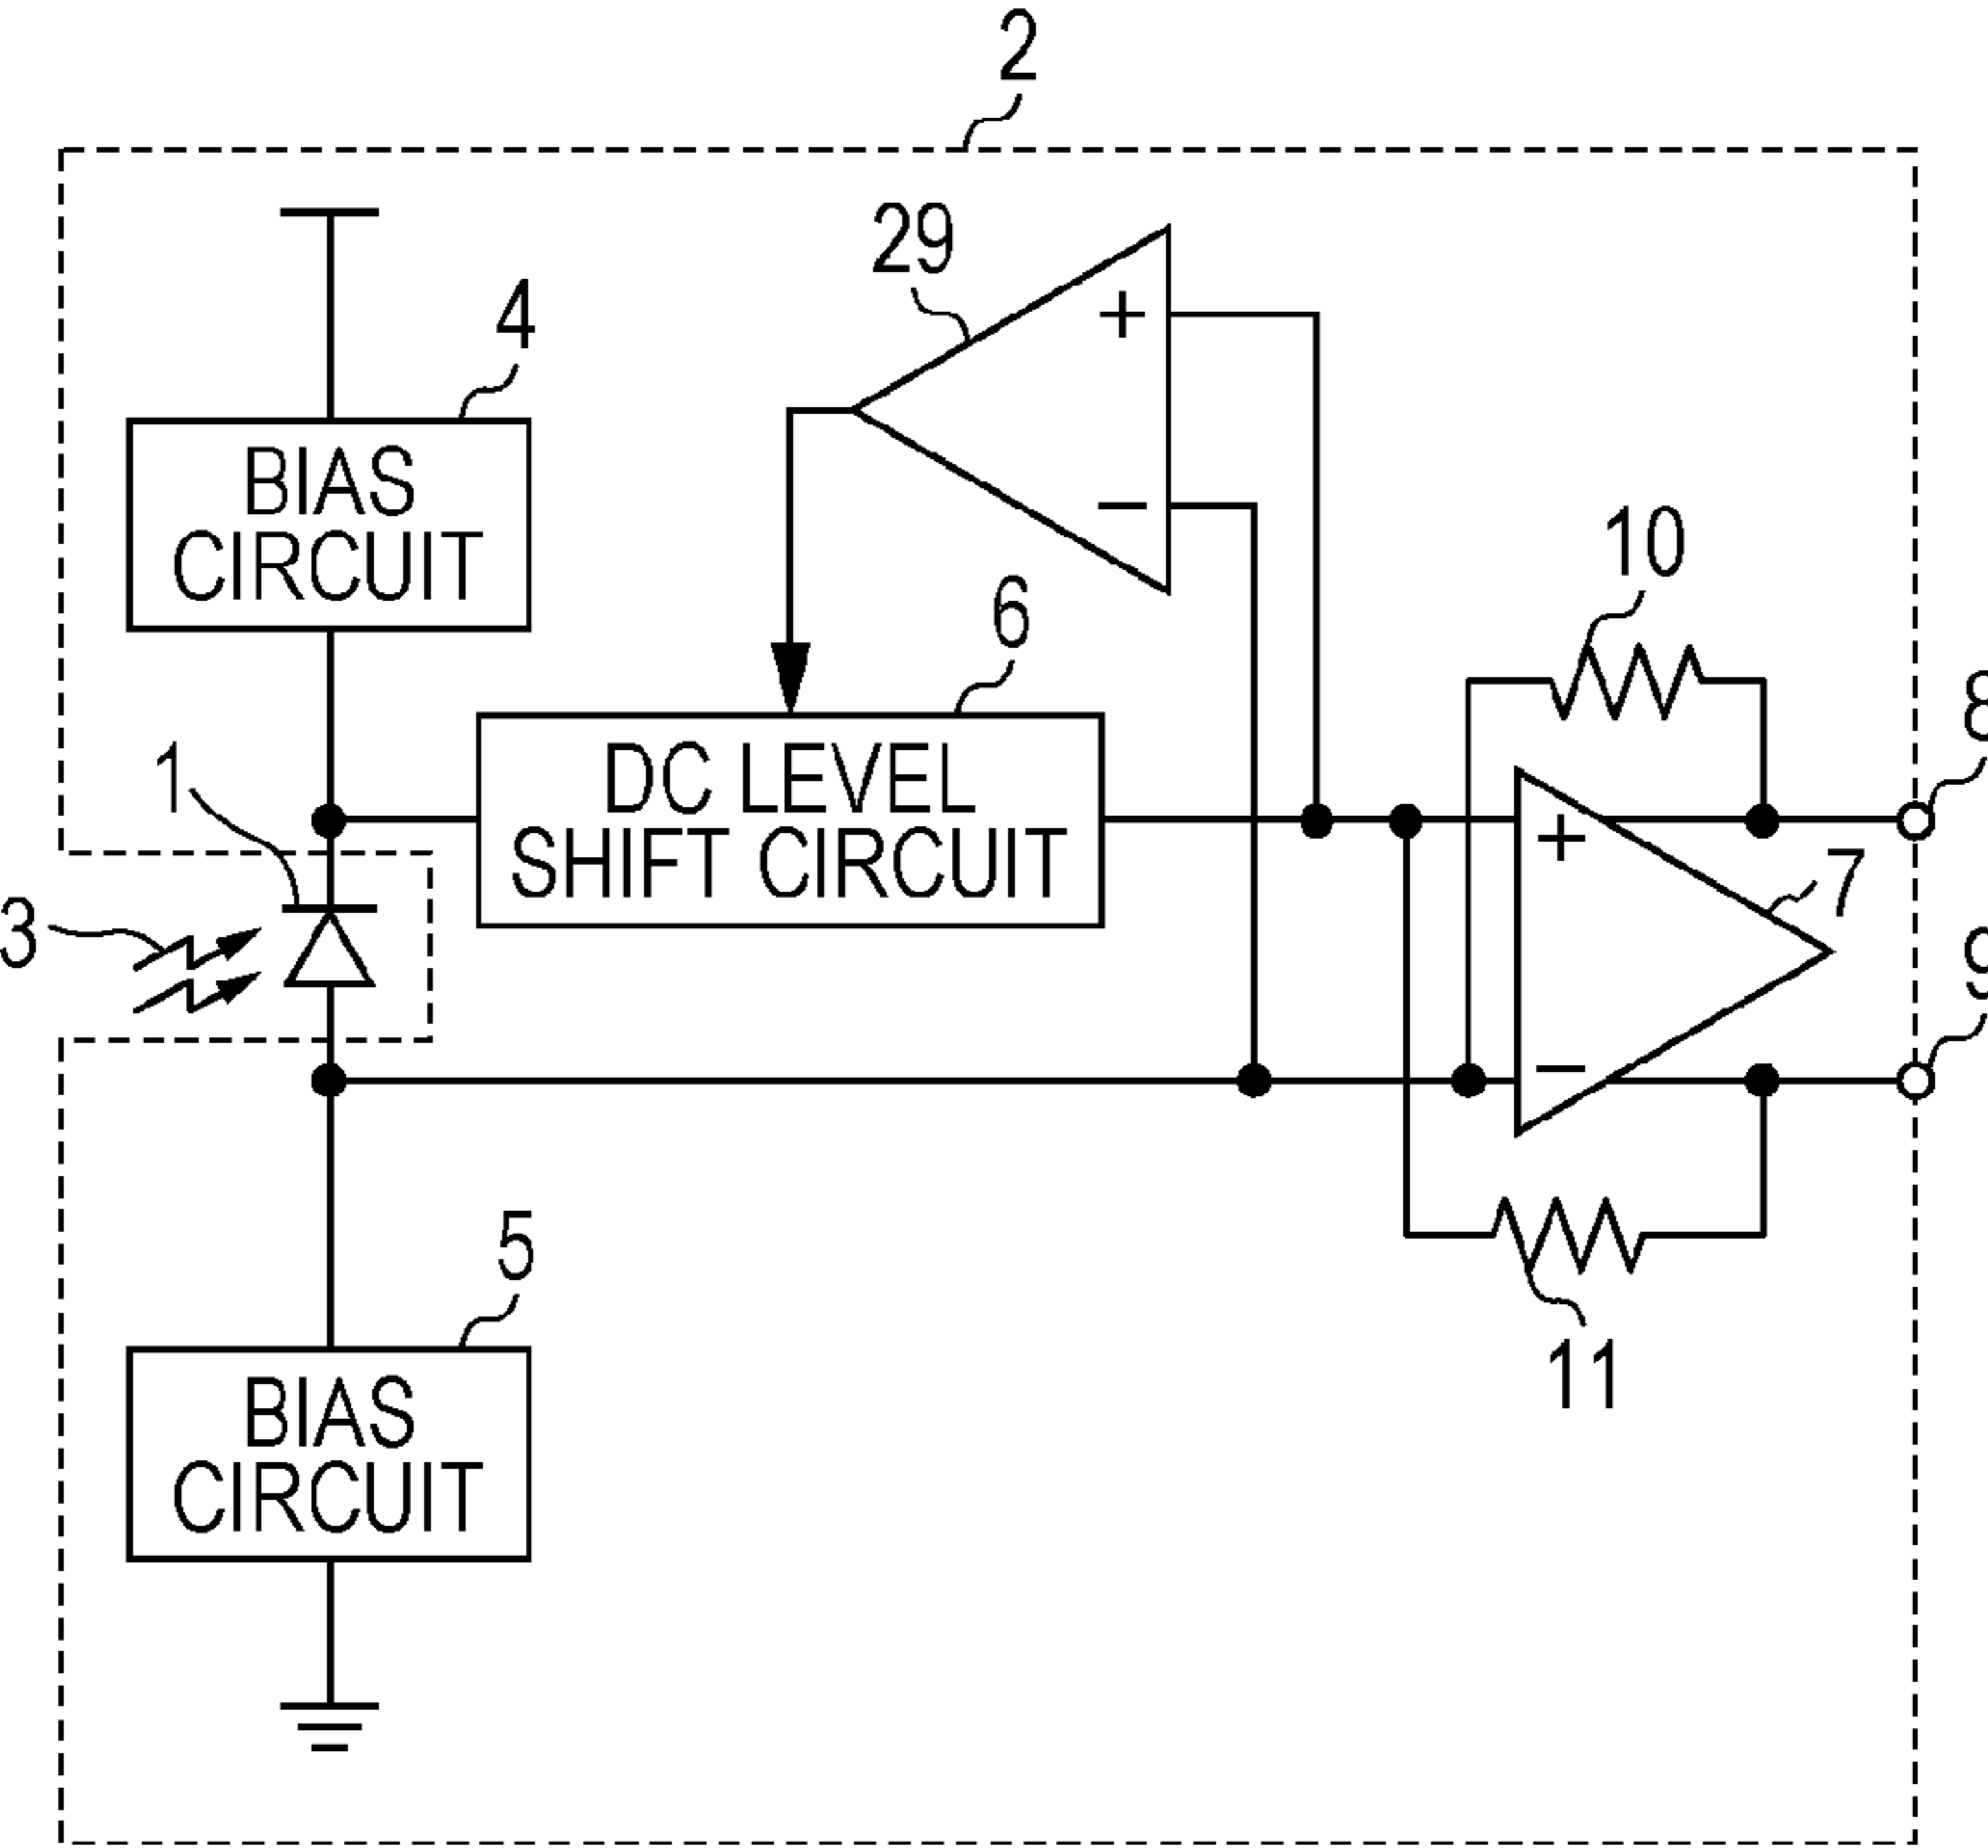 2
29
+
−
4
BIAS
CIRCUIT
6
DC LEVEL
SHIFT CIRCUIT
10
8
1
3
+
−
7
9
5
BIAS
CIRCUIT
11